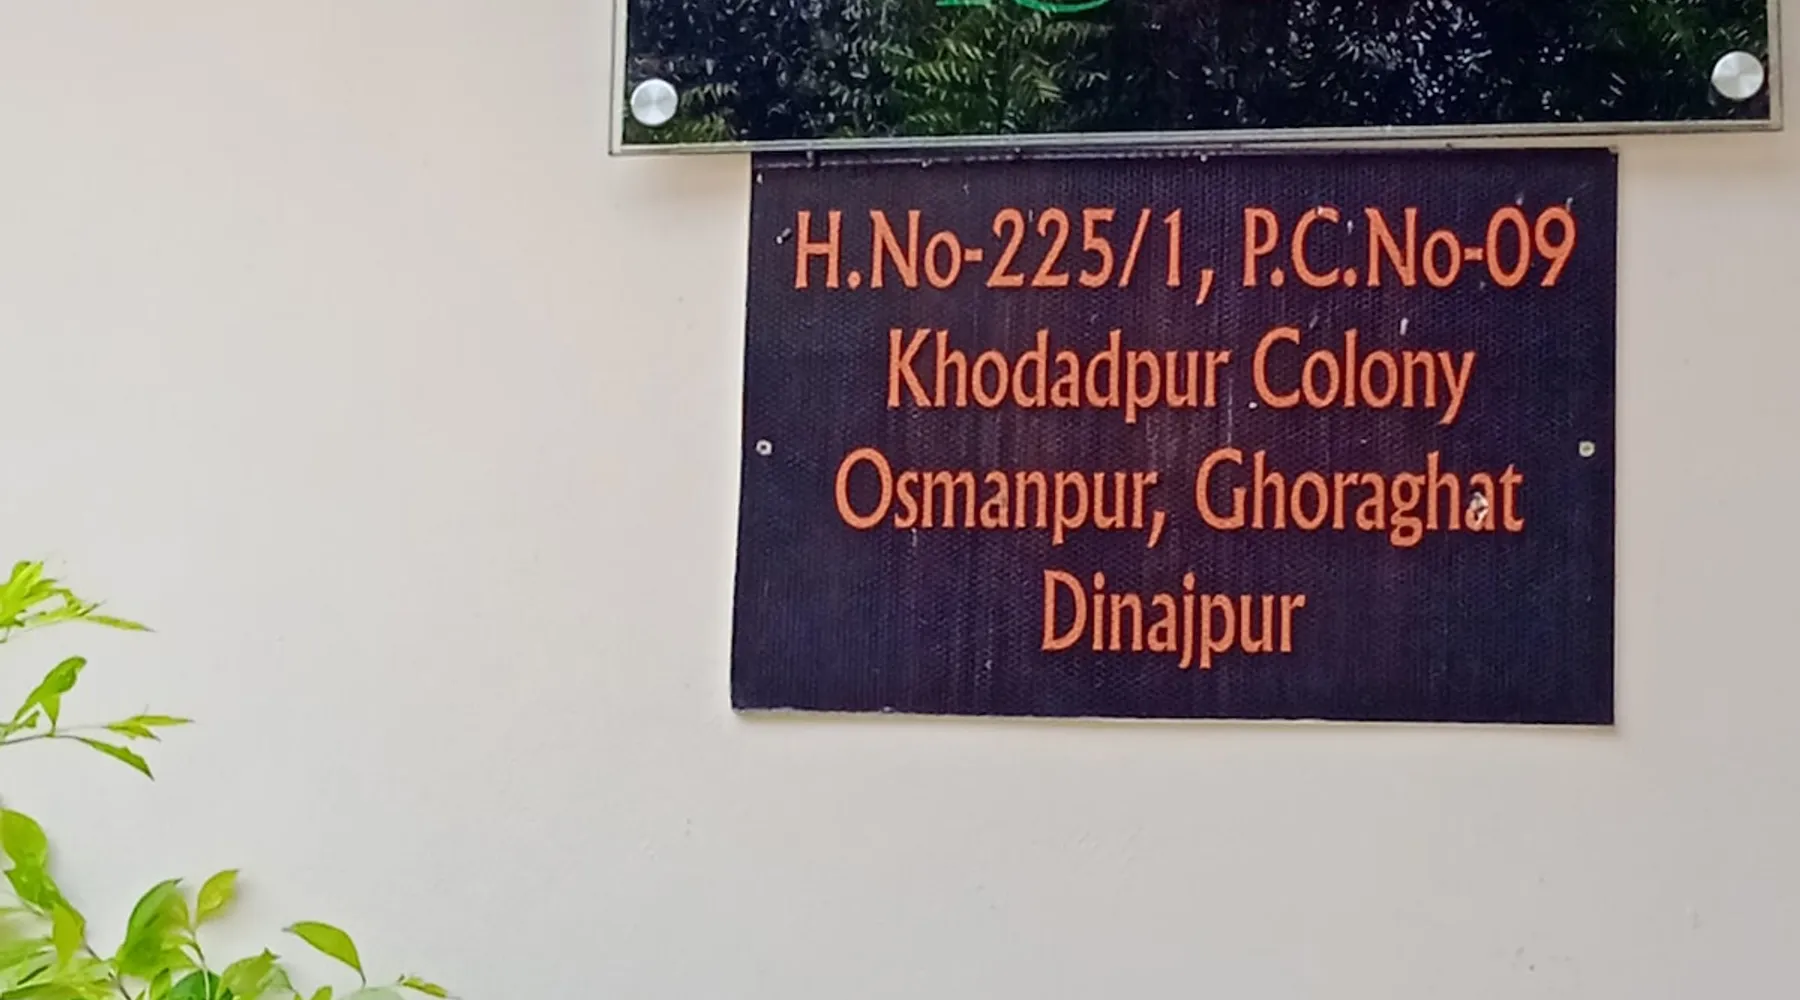 H.No-225/1, P.C.No-09
Khodadpur Colony
Osmanpur, Ghoraghat
Dinajpur